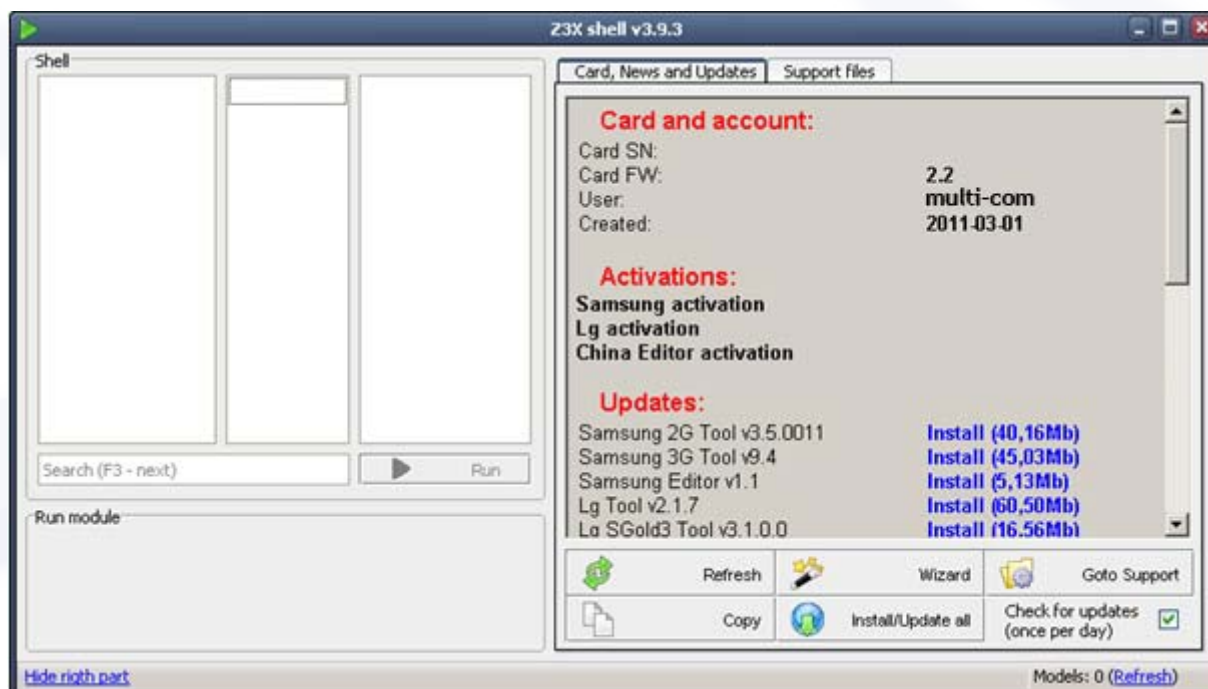 Z3X shell v3.9.3
Shell
Search (F3 - next)
Run
Run module
Card, News and Updates
Support files
Card and account:
Card SN:
Card FW: 2.2
User: multi-com
Created: 2011-03-01
Activations:
Samsung activation
Lg activation
China Editor activation
Updates:
Samsung 2G Tool v3.5.0011 Install (40,16Mb)
Samsung 3G Tool v9.4 Install (45,03Mb)
Samsung Editor v1.1 Install (5,13Mb)
Lg Tool v2.1.7 Install (60,50Mb)
Lg SGold3 Tool v3.1.0.0 Install (16,56Mb)
Refresh
Wizard
Goto Support
Copy
Install/Update all
Check for updates
(once per day)
Hide rigth part
Models: 0 (Refresh)